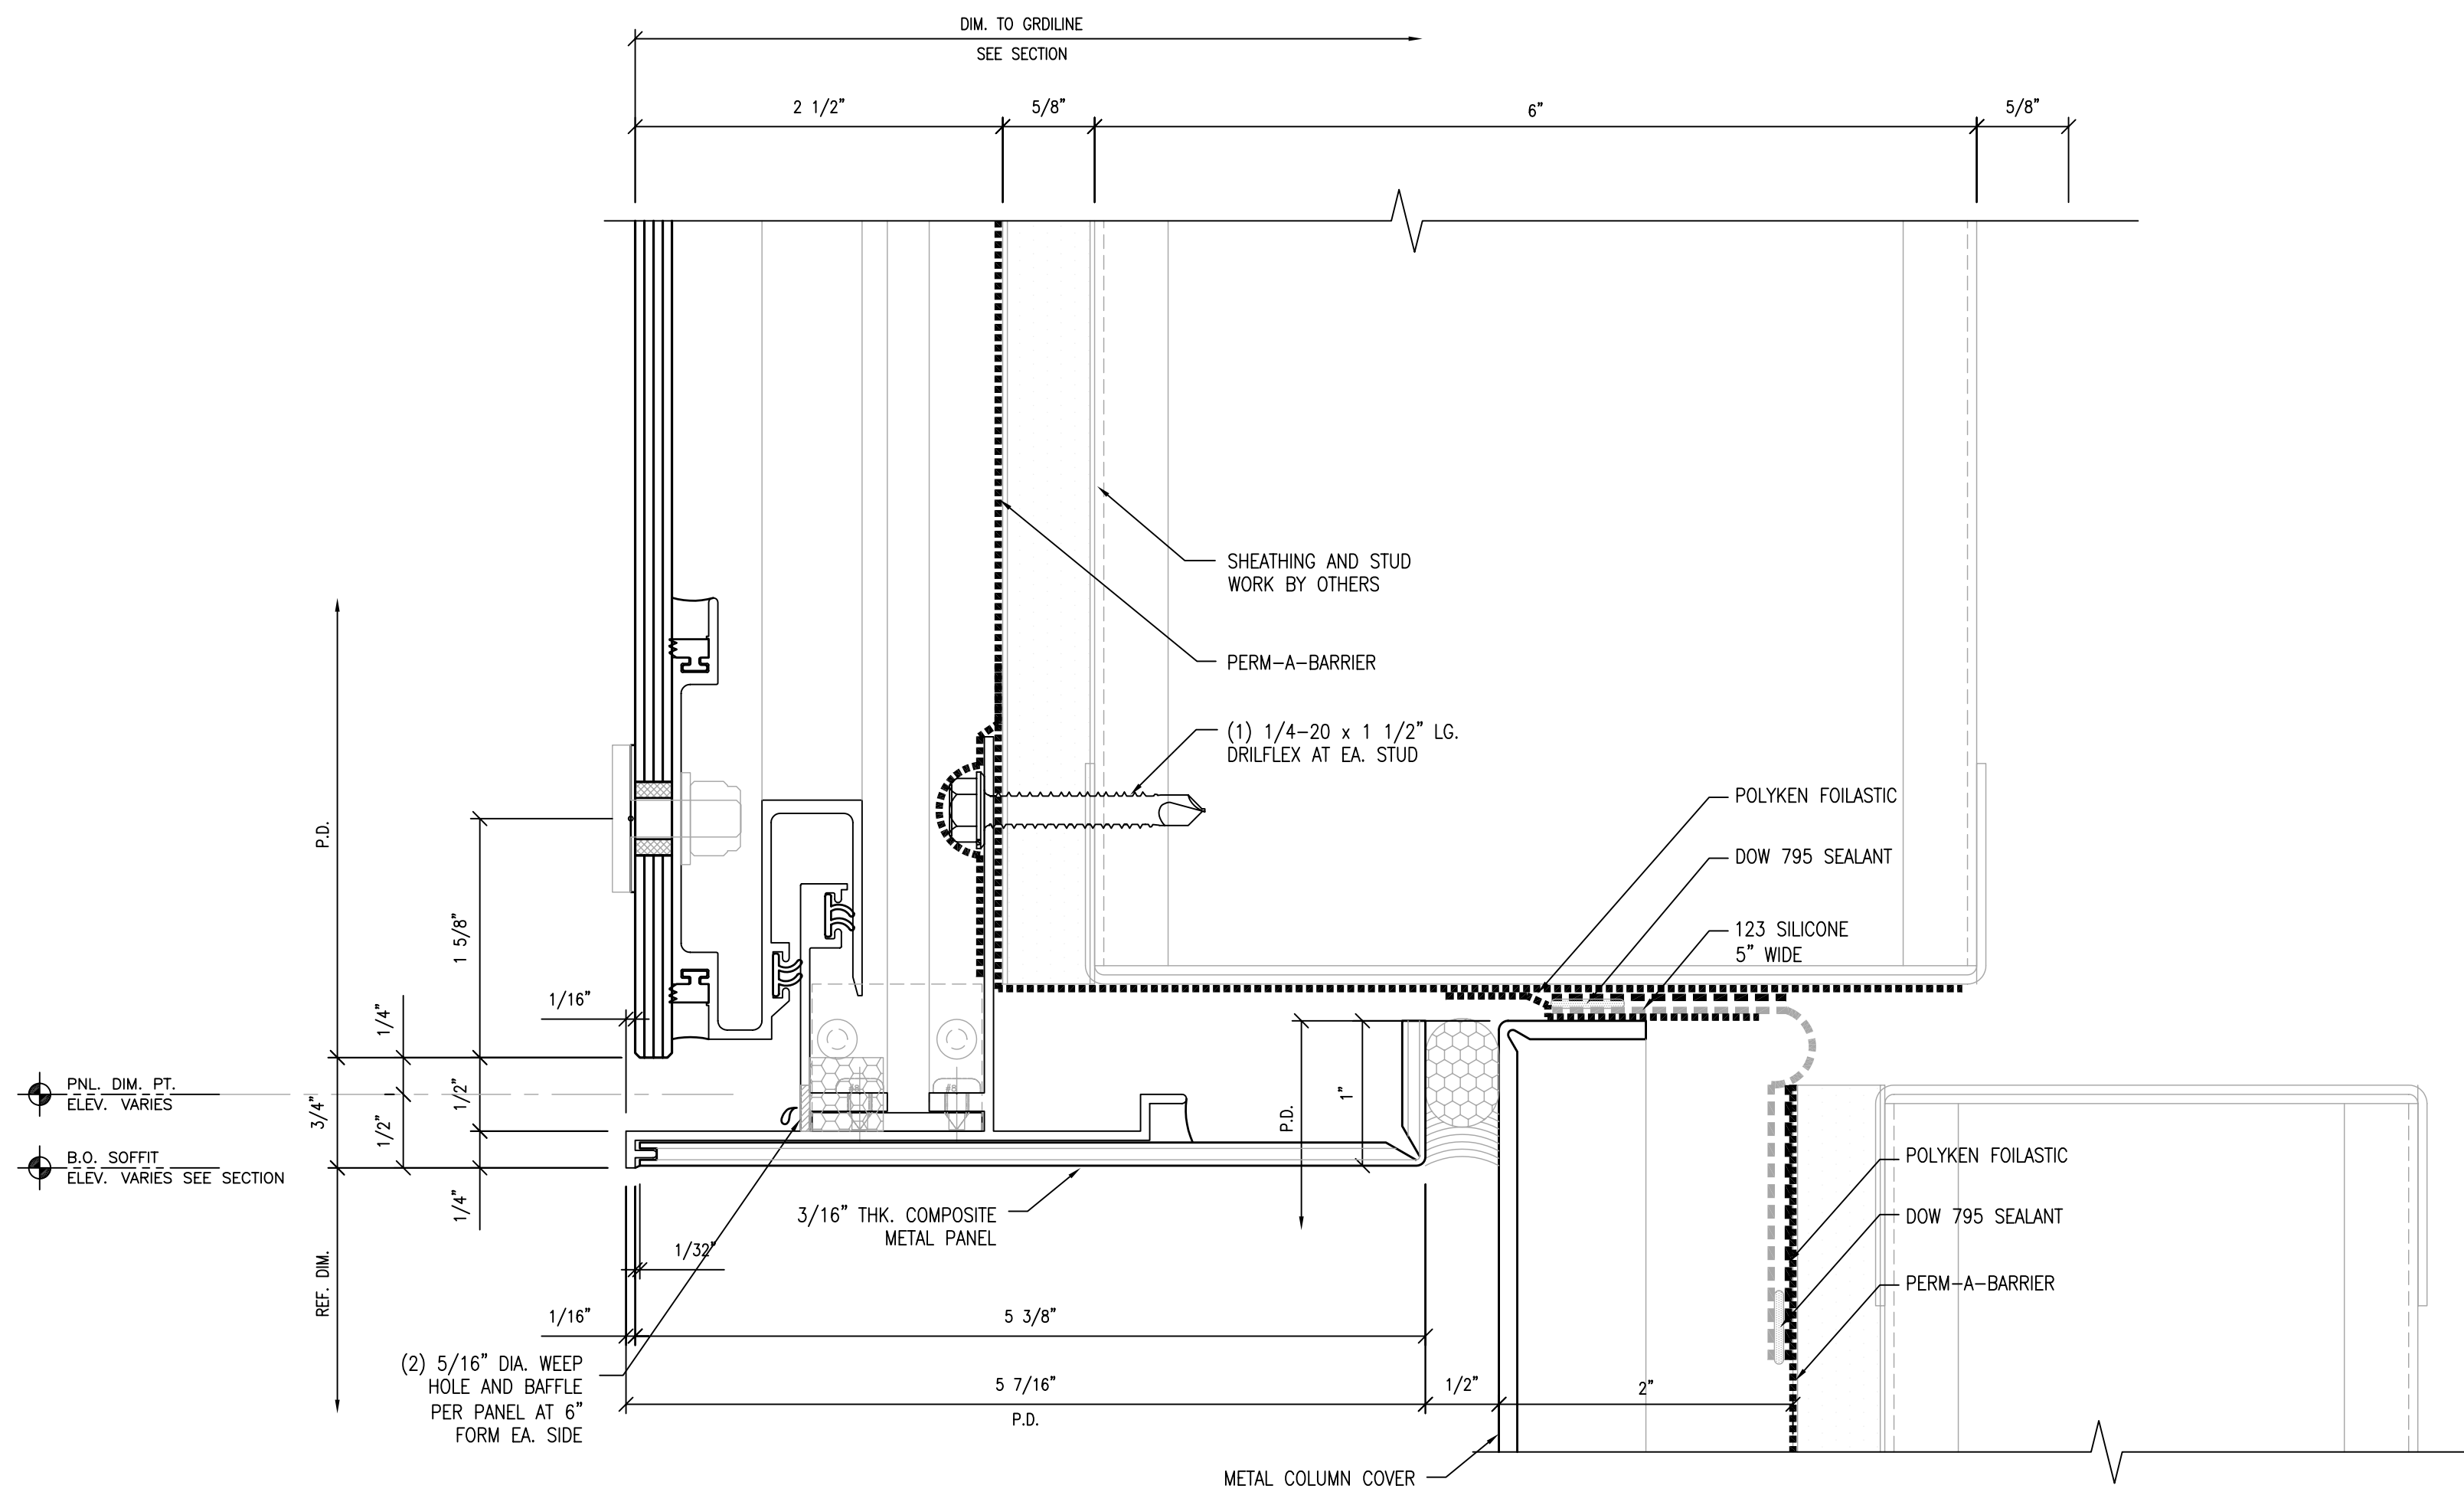 DIM. TO GRDILINE
SEE SECTION
2 1/2"
5/8"
6"
5/8"
SHEATHING AND STUD
WORK BY OTHERS
PERM-A-BARRIER
(1) 1/4-20 x 1 1/2" LG.
DRILFLEX AT EA. STUD
POLYKEN FOILASTIC
DOW 795 SEALANT
123 SILICONE
5" WIDE
P.D.
1 5/8"
1/16"
1/4"
PNL. DIM. PT.
ELEV. VARIES
3/4"
1/2"
1/2"
#8
#8
1"
P.D.
B.O. SOFFIT
ELEV. VARIES SEE SECTION
1/4"
POLYKEN FOILASTIC
DOW 795 SEALANT
PERM-A-BARRIER
3/16" THK. COMPOSITE
METAL PANEL
REF. DIM.
1/32"
1/16"
5 3/8"
(2) 5/16" DIA. WEEP
HOLE AND BAFFLE
PER PANEL AT 6"
FORM EA. SIDE
5 7/16"
P.D.
1/2"
2"
METAL COLUMN COVER